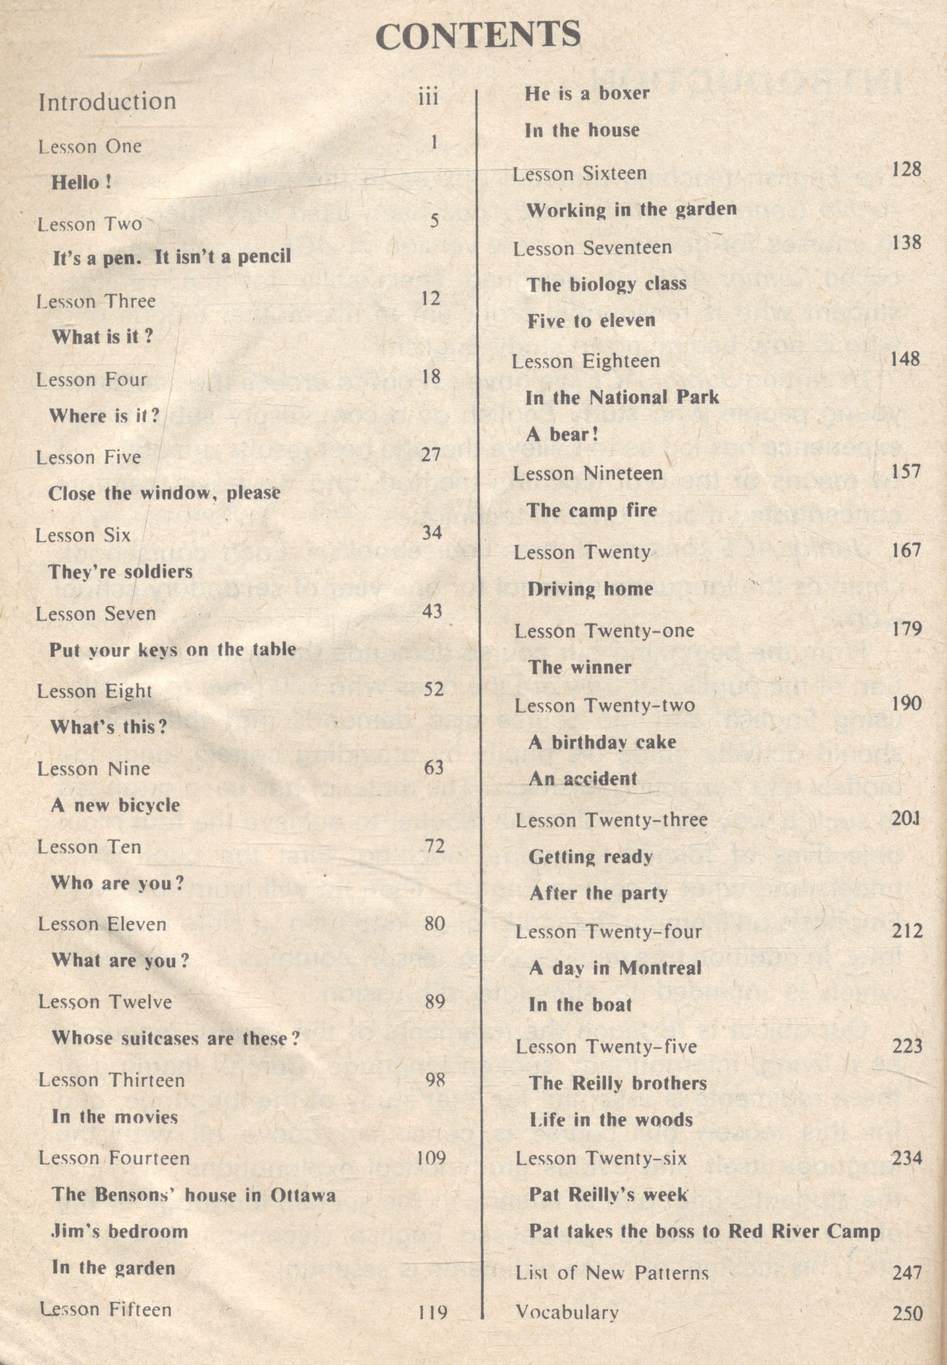 CONTENTS
Introduction iii
Lesson One 1
Hello !
Lesson Two 5
It's a pen. It isn't a pencil
Lesson Three 12
What is it ?
Lesson Four 18
Where is it?
Lesson Five 27
Close the window, please
Lesson Six 34
They're soldiers
Lesson Seven 43
Put your keys on the table
Lesson Eight 52
What's this?
Lesson Nine 63
A new bicycle
Lesson Ten 72
Who are you?
Lesson Eleven 80
What are you?
Lesson Twelve 89
Whose suitcases are these?
Lesson Thirteen 98
In the movies
Lesson Fourteen 109
The Bensons' house in Ottawa
Jim's bedroom
In the garden
Lesson Fifteen 119
He is a boxer
In the house
Lesson Sixteen 128
Working in the garden
Lesson Seventeen 138
The biology class
Five to eleven
Lesson Eighteen 148
In the National Park
A bear!
Lesson Nineteen 157
The camp fire
Lesson Twenty 167
Driving home
Lesson Twenty-one 179
The winner
Lesson Twenty-two 190
A birthday cake
An accident
Lesson Twenty-three 201
Getting ready
After the party
Lesson Twenty-four 212
A day in Montreal
In the boat
Lesson Twenty-five 223
The Reilly brothers
Life in the woods
Lesson Twenty-six 234
Pat Reilly's week
Pat takes the boss to Red River Camp
List of New Patterns 247
Vocabulary 250